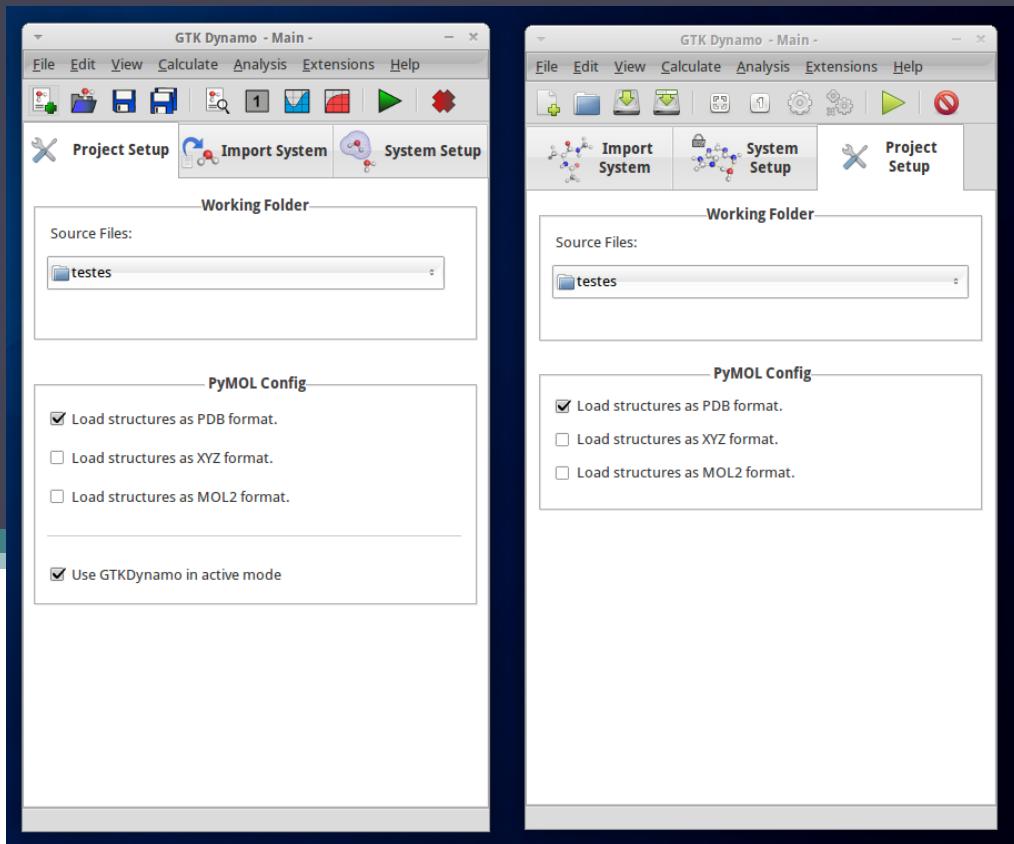 GTK Dynamo - Main -
File Edit View Calculate Analysis Extensions Help
1
Project Setup Import System System Setup
Working Folder
Source Files:
testes
PyMOL Config
Load structures as PDB format.
Load structures as XYZ format.
Load structures as MOL2 format.
Use GTKDynamo in active mode
GTK Dynamo - Main -
File Edit View Calculate Analysis Extensions Help
1
Import
System
System
Setup
Project
Setup
Working Folder
Source Files:
testes
PyMOL Config
Load structures as PDB format.
Load structures as XYZ format.
Load structures as MOL2 format.